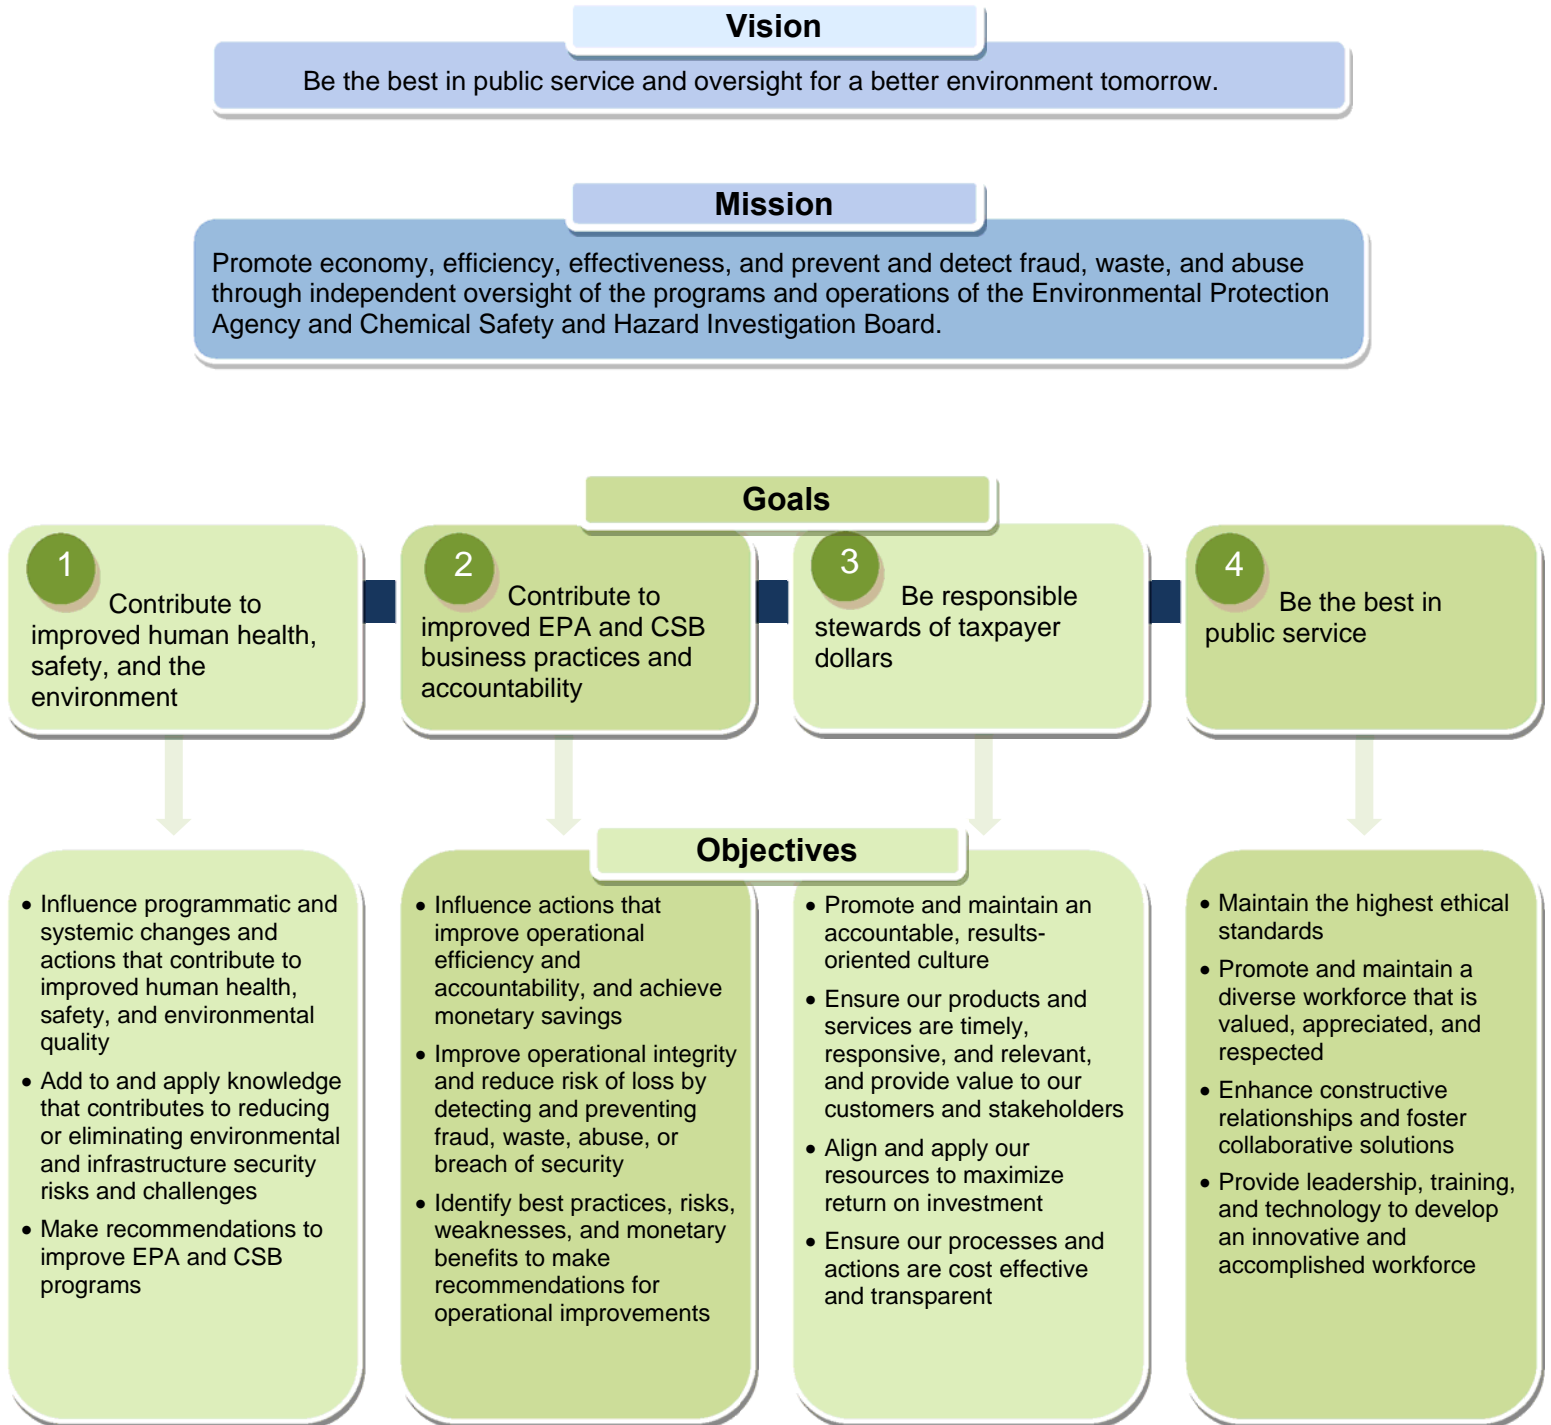 Vision
Be the best in public service and oversight for a better environment tomorrow.
Mission
Promote economy, efficiency, effectiveness, and prevent and detect fraud, waste, and abuse
through independent oversight of the programs and operations of the Environmental Protection
Agency and Chemical Safety and Hazard Investigation Board.
Goals
1
Contribute to
improved human health,
safety, and the
environment
2
Contribute to
improved EPA and CSB
business practices and
accountability
3
Be responsible
stewards of taxpayer
dollars
4
Be the best in
public service
Objectives
• Influence programmatic and
systemic changes and
actions that contribute to
improved human health,
safety, and environmental
quality
• Add to and apply knowledge
that contributes to reducing
or eliminating environmental
and infrastructure security
risks and challenges
• Make recommendations to
improve EPA and CSB
programs
• Influence actions that
improve operational
efficiency and
accountability, and achieve
monetary savings
• Improve operational integrity
and reduce risk of loss by
detecting and preventing
fraud, waste, abuse, or
breach of security
• Identify best practices, risks,
weaknesses, and monetary
benefits to make
recommendations for
operational improvements
• Promote and maintain an
accountable, results-
oriented culture
• Ensure our products and
services are timely,
responsive, and relevant,
and provide value to our
customers and stakeholders
• Align and apply our
resources to maximize
return on investment
• Ensure our processes and
actions are cost effective
and transparent
• Maintain the highest ethical
standards
• Promote and maintain a
diverse workforce that is
valued, appreciated, and
respected
• Enhance constructive
relationships and foster
collaborative solutions
• Provide leadership, training,
and technology to develop
an innovative and
accomplished workforce